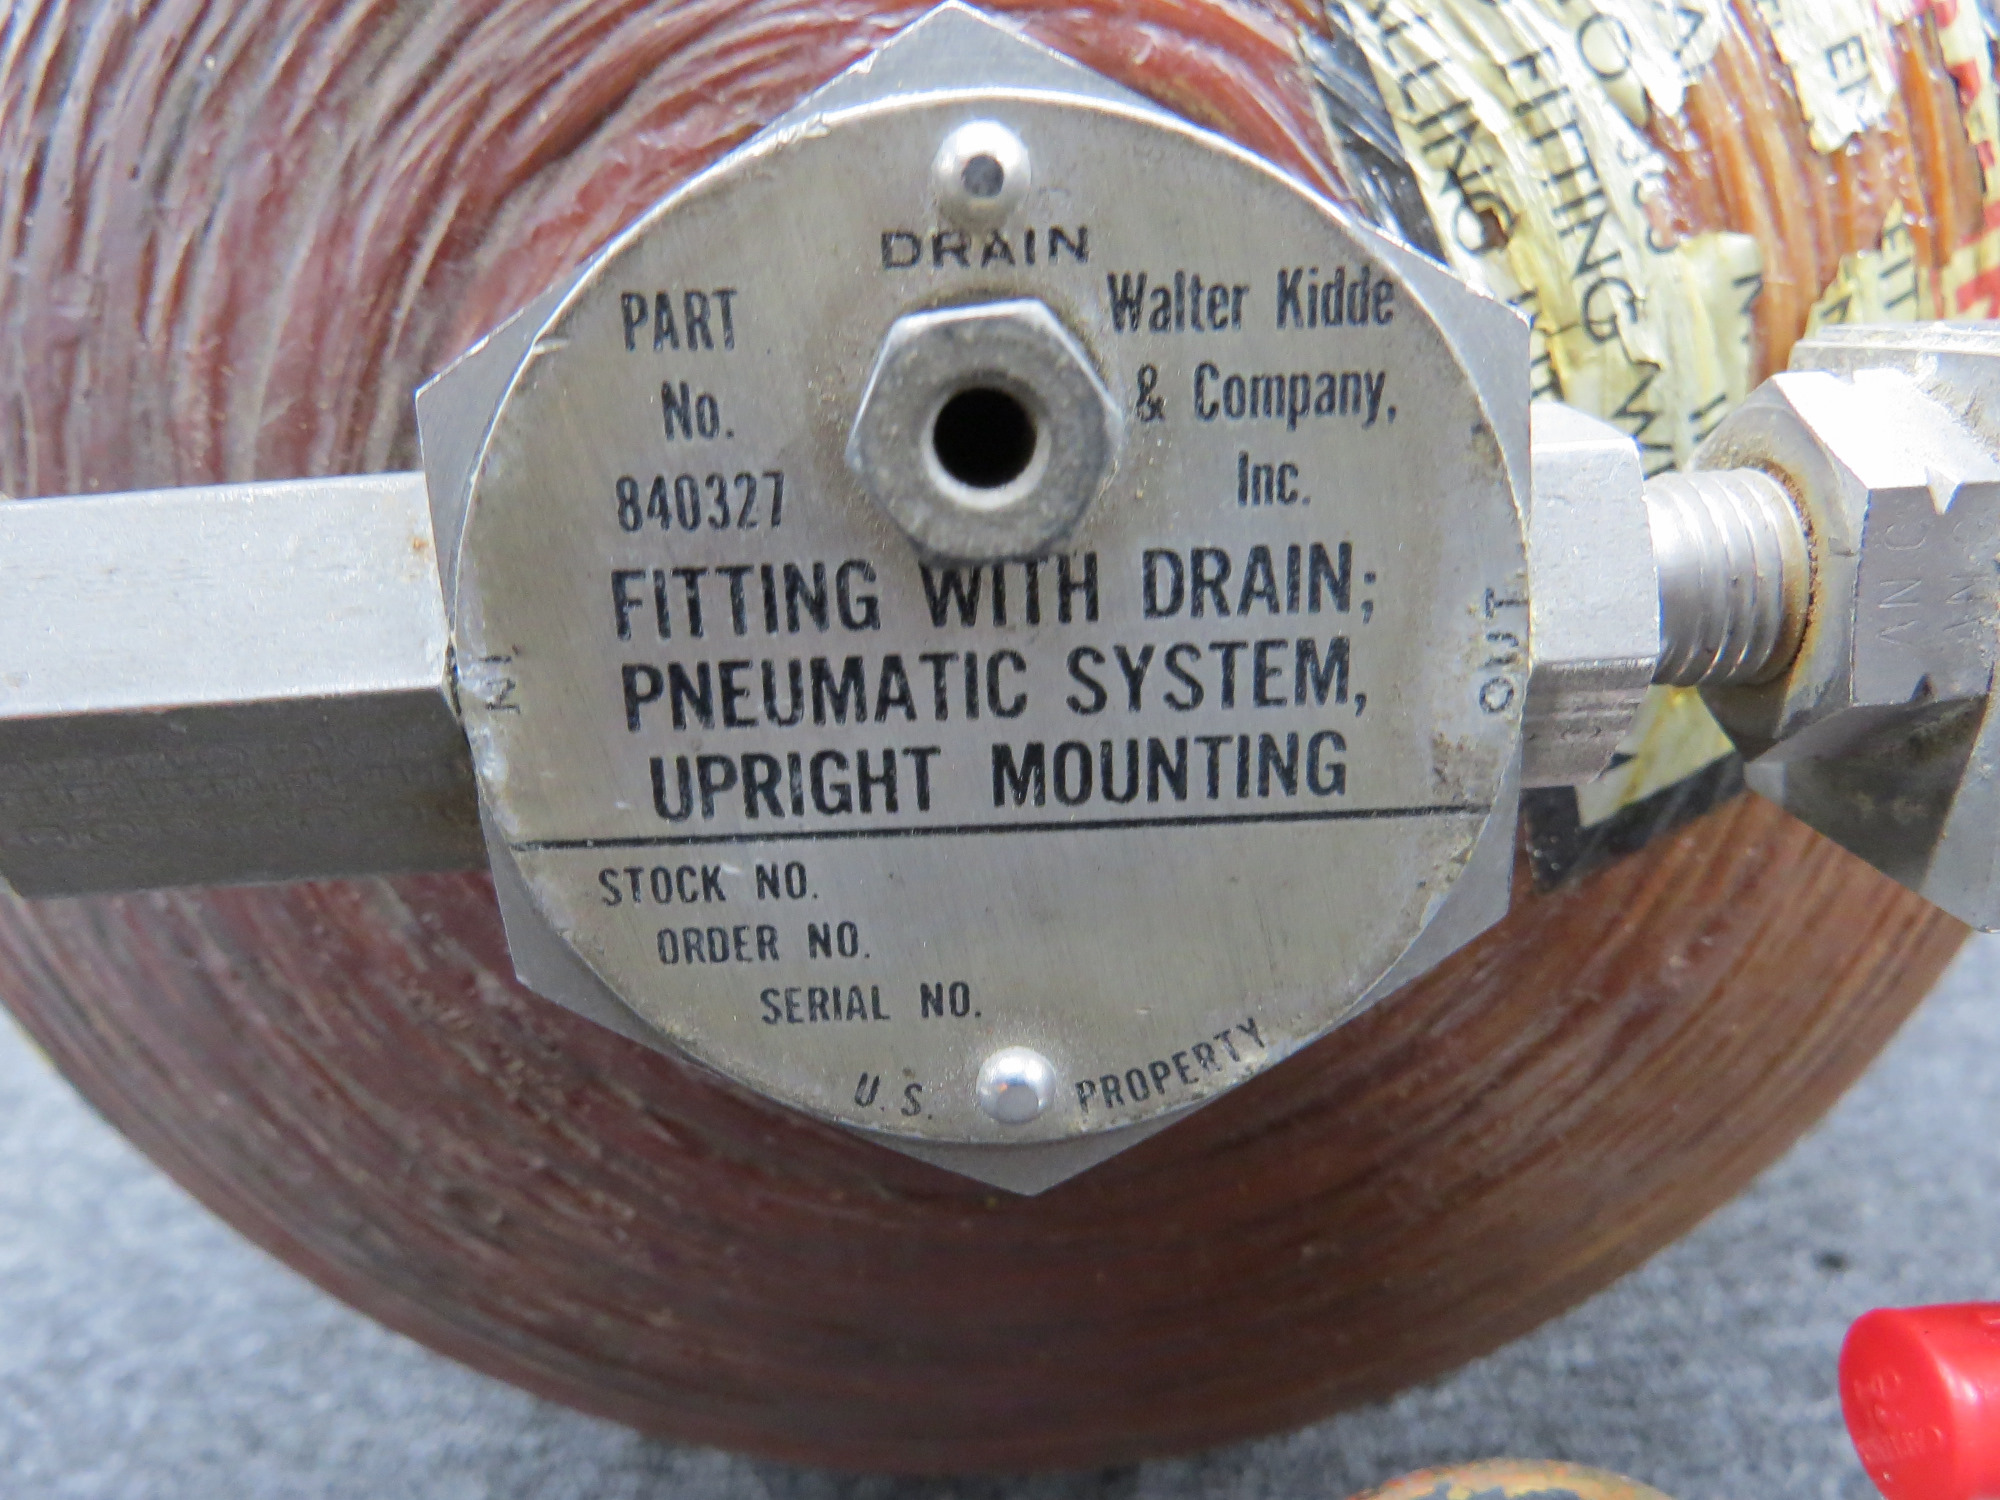 DRAIN
PART
No.
840327
Walter Kidde
& Company,
Inc.
FITTING WITH DRAIN;
PNEUMATIC SYSTEM,
UPRIGHT MOUNTING
IN
OUT
STOCK NO.
ORDER NO.
SERIAL NO.
U.S. PROPERTY
FITTING